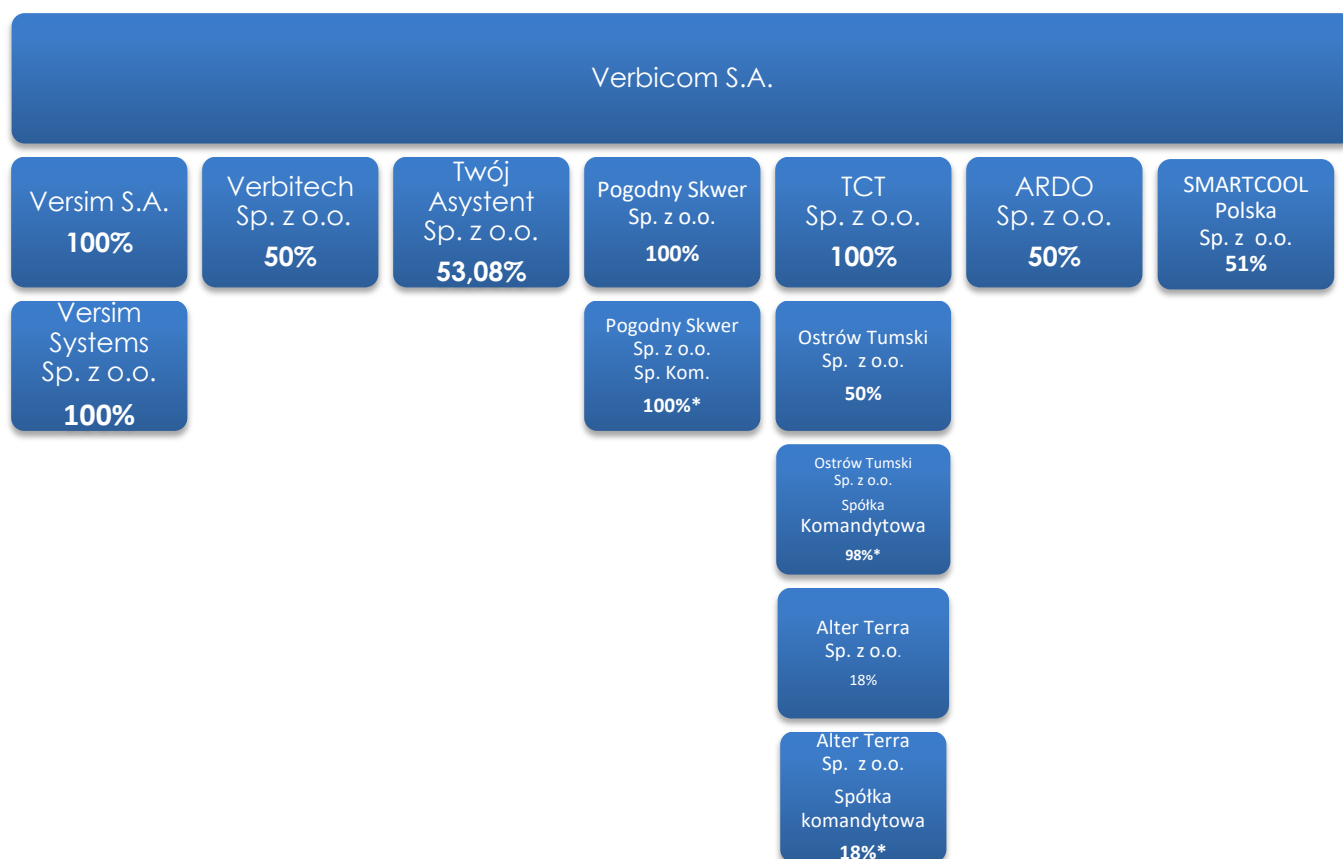 Verbicom S.A.
Versim S.A.
100%
Verbitech
Sp. z o.o.
50%
Twój
Asystent
Sp. z o.o.
53,08%
Pogodny Skwer
Sp. z o.o.
100%
TCT
Sp. z o.o.
100%
ARDO
Sp. z o.o.
50%
SMARTCOOL
Polska
Sp. z o.o.
51%
Versim
Systems
Sp. z o.o.
100%
Pogodny Skwer
Sp. z o.o.
Sp. Kom.
100%*
Ostrów Tumski
Sp. z o.o.
50%
Ostrów Tumski
Sp. z o.o.
Spółka
Komandytowa
98%*
Alter Terra
Sp. z o.o.
18%
Alter Terra
Sp. z o.o.
Spółka
komandytowa
18%*